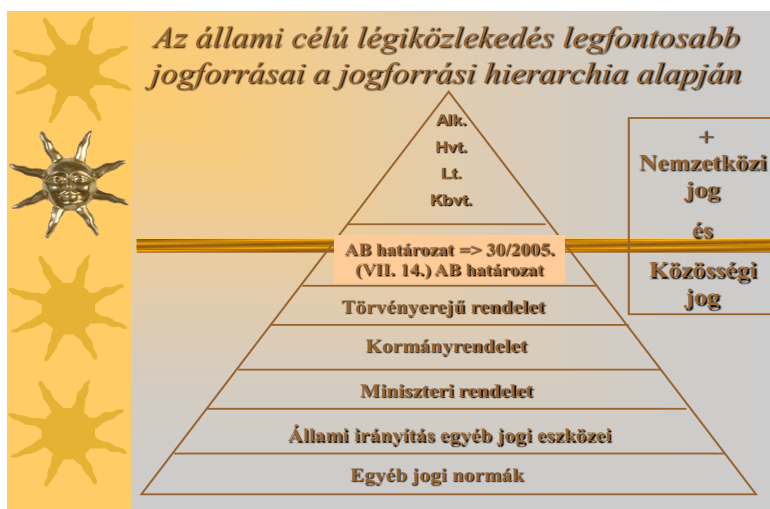 Az állami célú légiközlekedés legfontosabb
jogforrásai a jogforrási hierarchia alapján
Alk.
Hvt.
Lt.
Kbvt.
AB határozat => 30/2005.
(VII. 14.) AB határozat
Törvényerejű rendelet
Kormányrendelet
Miniszteri rendelet
Állami irányítás egyéb jogi eszközei
Egyéb jogi normák
+
Nemzetközi
jog
és
Közösségi
jog